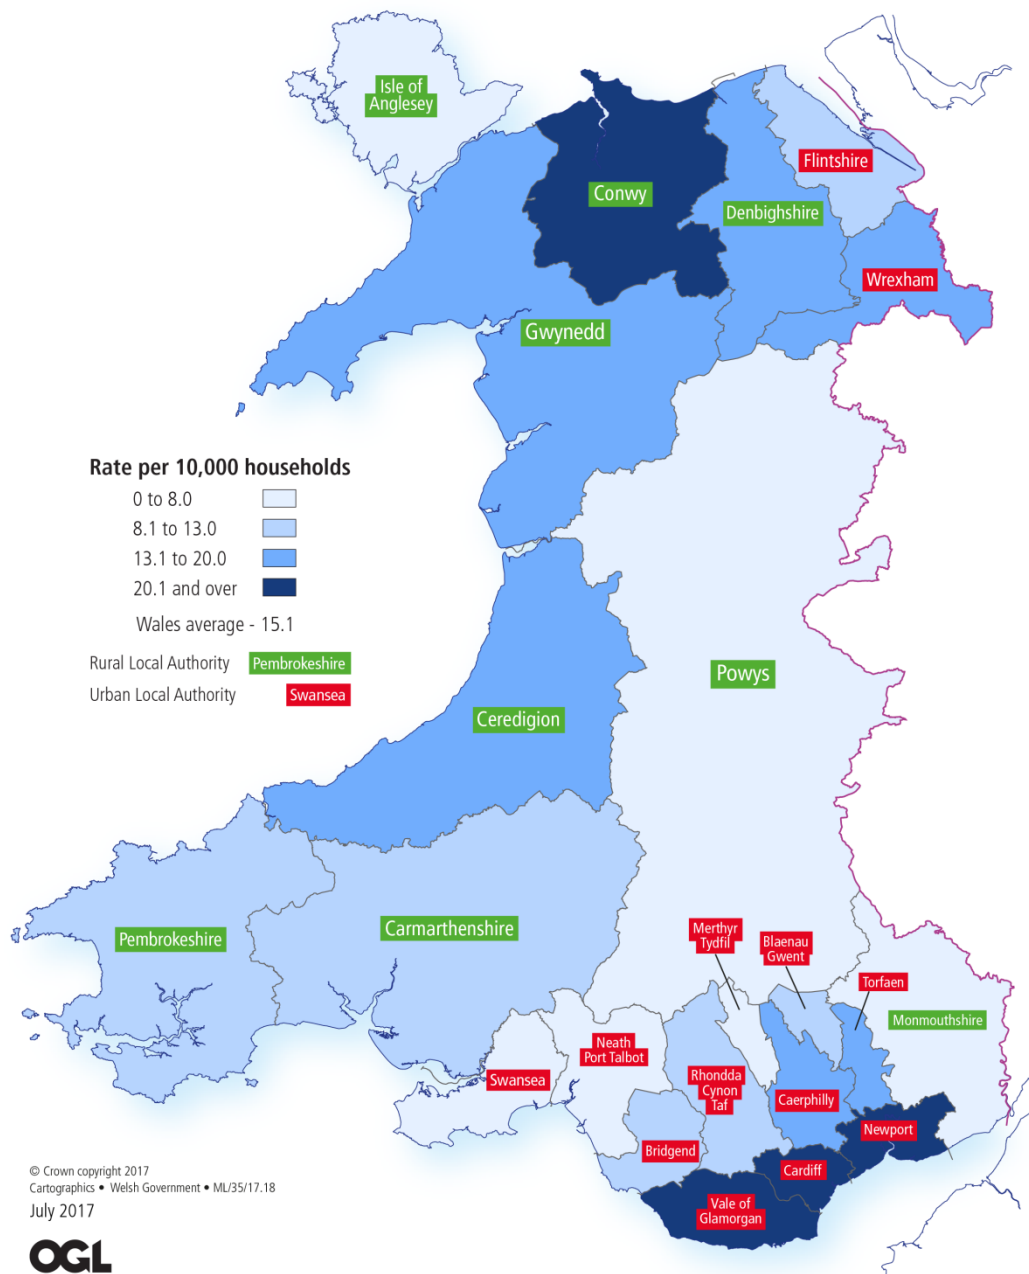 Isle of
Anglesey
Conwy
Flintshire
Denbighshire
Wrexham
Gwynedd
Rate per 10,000 households
0 to 8.0
8.1 to 13.0
13.1 to 20.0
20.1 and over
Wales average - 15.1
Rural Local Authority Pembrokeshire
Urban Local Authority Swansea
Powys
Ceredigion
Pembrokeshire
Carmarthenshire
Merthyr
Tydfil
Blaenau
Gwent
Torfaen
Monmouthshire
Neath
Port Talbot
Swansea
Rhondda
Cynon
Taf
Caerphilly
Newport
Bridgend
Cardiff
Vale of
Glamorgan
© Crown copyright 2017
Cartographics • Welsh Government • ML/35/17.18
July 2017
OGL